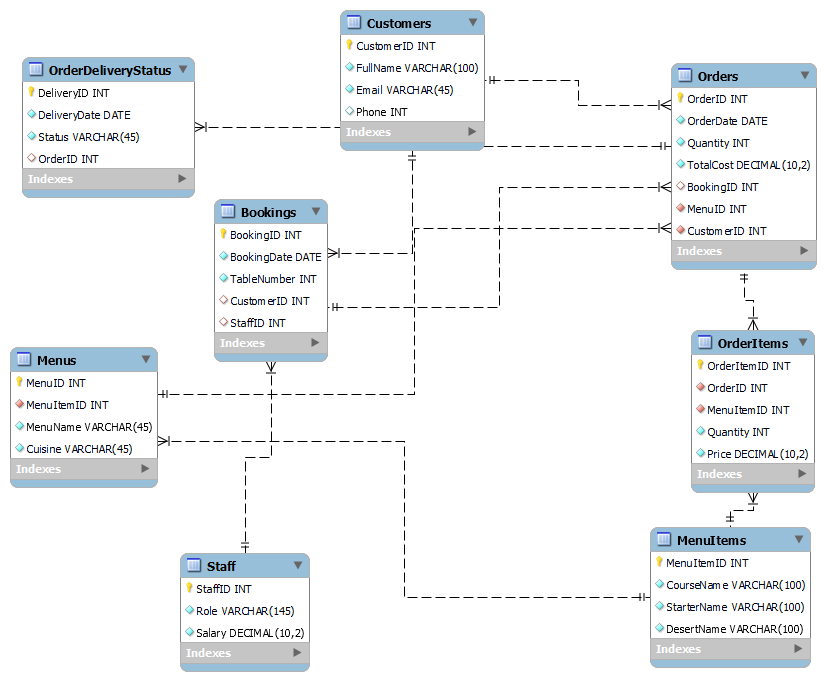 Customers
CustomerID INT
FullName VARCHAR(100)
Email VARCHAR(45)
Phone INT
Indexes
OrderDeliveryStatus
DeliveryID INT
DeliveryDate DATE
Status VARCHAR(45)
OrderID INT
Indexes
Orders
OrderID INT
OrderDate DATE
Quantity INT
TotalCost DECIMAL(10,2)
BookingID INT
MenuID INT
CustomerID INT
Indexes
Bookings
BookingID INT
BookingDate DATE
TableNumber INT
CustomerID INT
StaffID INT
Indexes
OrderItems
OrderItemID INT
OrderID INT
MenuItemID INT
Quantity INT
Price DECIMAL(10,2)
Indexes
Menus
MenuID INT
MenuItemID INT
MenuName VARCHAR(45)
Cuisine VARCHAR(45)
Indexes
Staff
StaffID INT
Role VARCHAR(145)
Salary DECIMAL(10,2)
Indexes
MenuItems
MenuItemID INT
CourseName VARCHAR(100)
StarterName VARCHAR(100)
DesertName VARCHAR(100)
Indexes